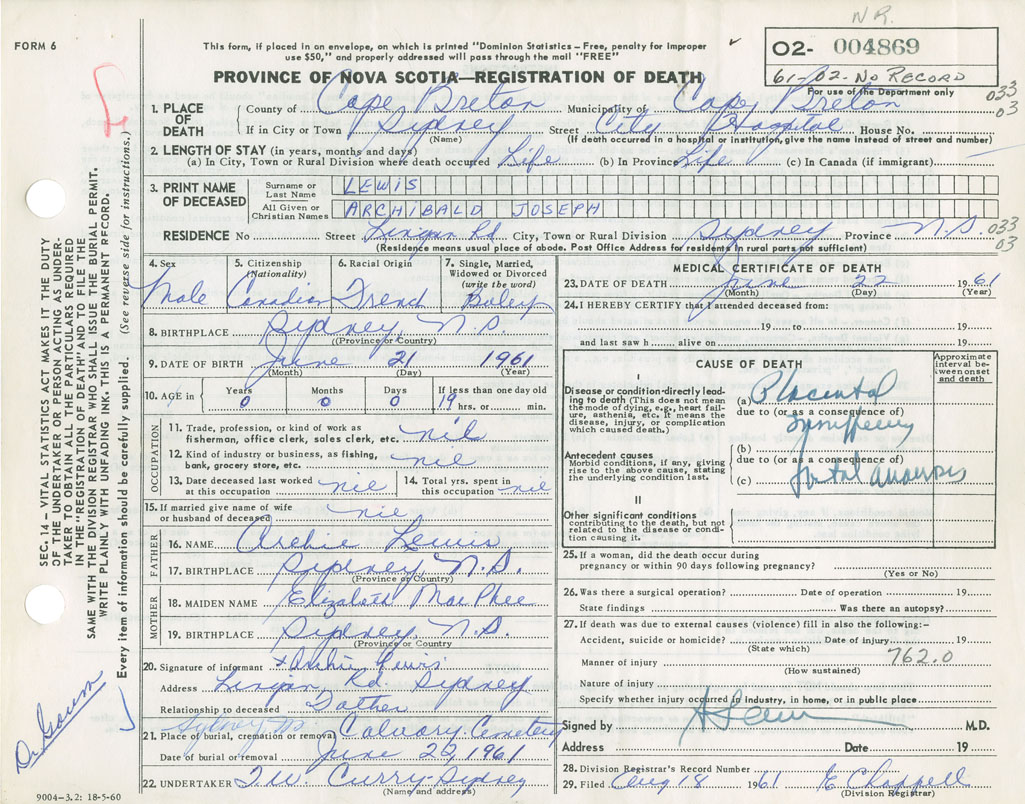 N.R.
FORM 6
This form, if placed in an envelope, on which is printed "Dominion Statistics – Free, penalty for improper
use $50," and properly addressed will pass through the mail "FREE"
02- 004869
61-02- No Record
For use of the Department only
PROVINCE OF NOVA SCOTIA—REGISTRATION OF DEATH
033
03
1. PLACE OF DEATH
County of Cape Breton Municipality of Cape Breton
If in City or Town Sydney Street City Hospital House No.
(Name) (If death occurred in a hospital or institution, give the name instead of street and number)
2. LENGTH OF STAY (in years, months and days)
(a) In City, Town or Rural Division where death occurred Life (b) In Province Life (c) In Canada (if immigrant)
3. PRINT NAME OF DECEASED
Surname or Last Name LEWIS
All Given or Christian Names ARCHIBALD JOSEPH
RESIDENCE No Street Lingan Rd City, Town or Rural Division Sydney Province N.S.
033
03
(Residence means usual place of abode. Post Office Address for residents in rural parts not sufficient)
4. Sex
Male
5. Citizenship (Nationality)
Canadian
6. Racial Origin
French
7. Single, Married, Widowed or Divorced (write the word)
8. BIRTHPLACE Sydney N.S.
(Province or Country)
9. DATE OF BIRTH June 21 1961
(Month) (Day) (Year)
10. AGE in
Years 0
Months 0
Days 0
If less than one day old
19 hrs. or min.
OCCUPATION
11. Trade, profession, or kind of work as
fisherman, office clerk, sales clerk, etc. nil
12. Kind of industry or business, as fishing,
bank, grocery store, etc. nil
13. Date deceased last worked
at this occupation nil
14. Total yrs. spent in
this occupation nil
15. If married give name of wife
or husband of deceased nil
FATHER
16. NAME Archie Lewis
17. BIRTHPLACE Sydney N.S.
(Province or Country)
MOTHER
18. MAIDEN NAME Elizabeth MacPhee
19. BIRTHPLACE Sydney, N.S.
(Province or Country)
20. Signature of informant x Archie Lewis
Address Lingan Rd Sydney
Relationship to deceased Father
21. Place of burial, cremation or removal Calvary Cemetery
Date of burial or removal June 22, 1961
22. UNDERTAKER T.W. Curry-Sydney
(Name and address)
MEDICAL CERTIFICATE OF DEATH
23. DATE OF DEATH June 22 1961
(Month) (Day) (Year)
24. I HEREBY CERTIFY that I attended deceased from:
19 to 19
and last saw h alive on 19
CAUSE OF DEATH
Approximate interval between onset and death
I
Disease or condition directly leading to death (This does not mean
the mode of dying, e.g., heart failure, asthenia, etc. It means the
disease, injury, or complication
which caused death.)
(a) Placental
due to (or as a consequence of)
Antecedent causes
Morbid conditions, if any, giving
rise to the above cause, stating
the underlying condition last.
(b)
due to (or as a consequence of)
(c)
II
Other significant conditions
contributing to the death, but not
related to the disease or condition causing it.
25. If a woman, did the death occur during
pregnancy or within 90 days following pregnancy?
(Yes or No)
26. Was there a surgical operation? Date of operation 19
State findings Was there an autopsy?
27. If death was due to external causes (violence) fill in also the following:-
Accident, suicide or homicide? Date of injury 19
(State which)
Manner of injury 762.0
(How sustained)
Nature of injury
Specify whether injury occurred in industry, in home, or in public place
Signed by M.D.
Address Date 19
28. Division Registrar's Record Number
29. Filed Aug 18 1961 E Chappell
(Division Registrar)
SEC. 14 – VITAL STATISTICS ACT MAKES IT THE DUTY
OF THE UNDERTAKER OR PERSON ACTING AS UNDER-
TAKER TO OBTAIN ALL THE PARTICULARS REQUIRED
IN THE "REGISTRATION OF DEATH" AND TO FILE THE
SAME WITH THE DIVISION REGISTRAR WHO SHALL ISSUE THE BURIAL PERMIT.
WRITE PLAINLY WITH UNFADING INK. THIS IS A PERMANENT RECORD.
Every item of information should be carefully supplied. (See reverse side for instructions.)
9004-3.2: 18-5-60